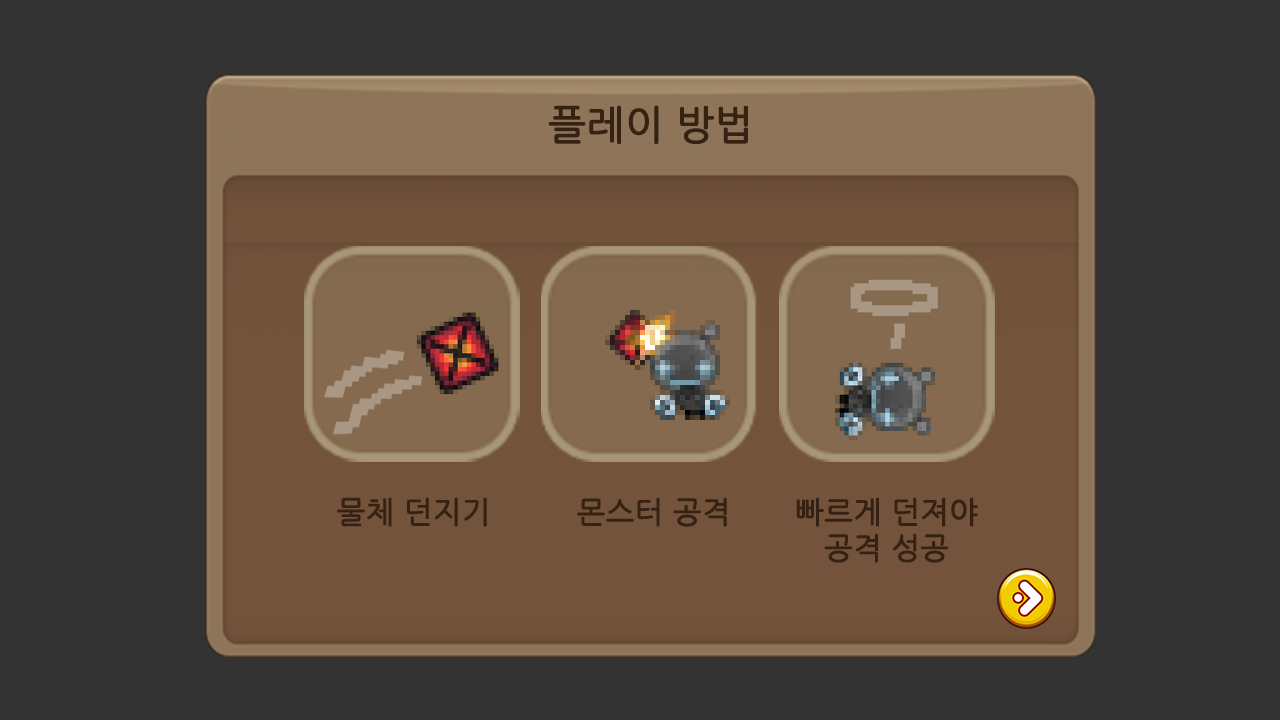 플레이 방법
물체 던지기
몬스터 공격
빠르게 던져야
공격 성공